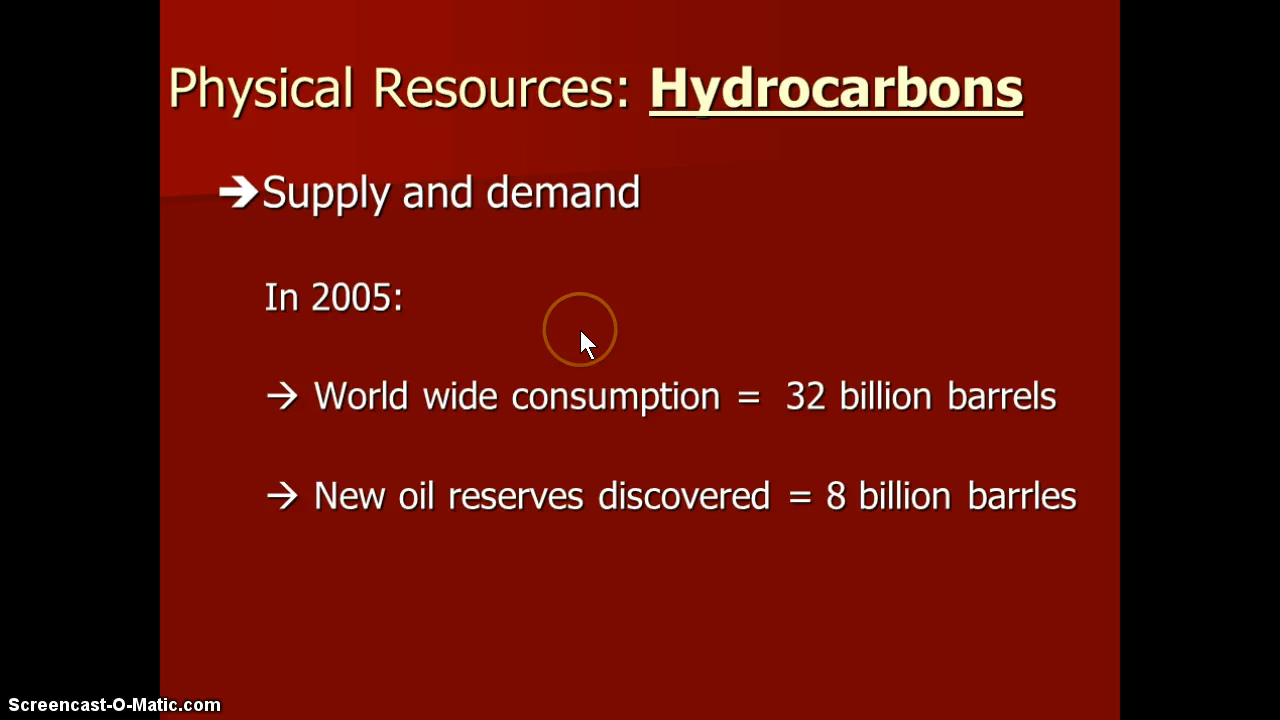 Physical Resources: Hydrocarbons
➔Supply and demand
In 2005:
→ World wide consumption = 32 billion barrels
→ New oil reserves discovered = 8 billion barrles
Screencast-O-Matic.com